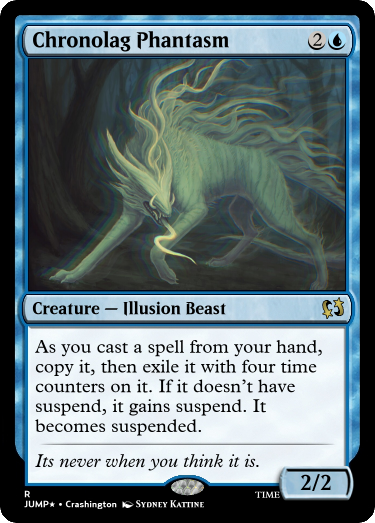 Chronolag Phantasm 2
Creature — Illusion Beast
As you cast a spell from your hand,
copy it, then exile it with four time
counters on it. If it doesn't have
suspend, it gains suspend. It
becomes suspended.
Its never when you think it is.
2/2
R
TIME
JUMP★ • Crashington SYDNEY KATTINE